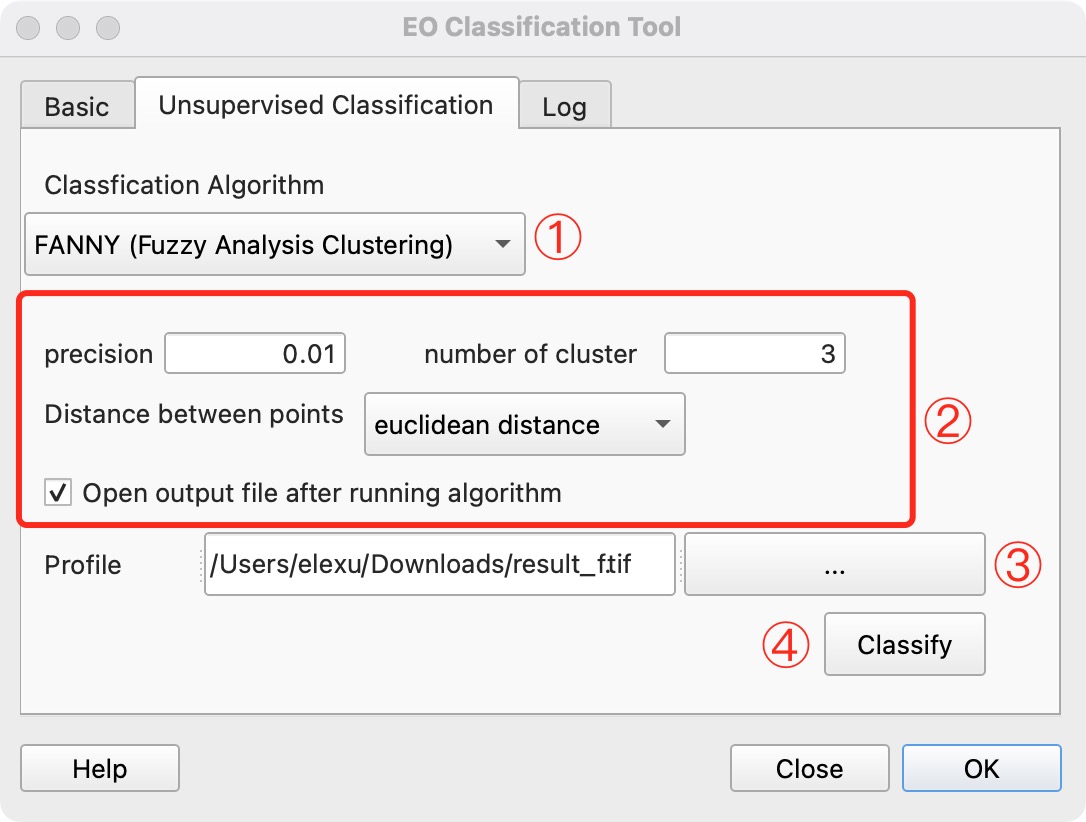 EO Classification Tool
Basic Unsupervised Classification Log
Classfication Algorithm
FANNY (Fuzzy Analysis Clustering) ①
precision 0.01 number of cluster 3
Distance between points euclidean distance ②
Open output file after running algorithm
Profile /Users/elexu/Downloads/result_f.tif ... ③
④ Classify
Help Close OK